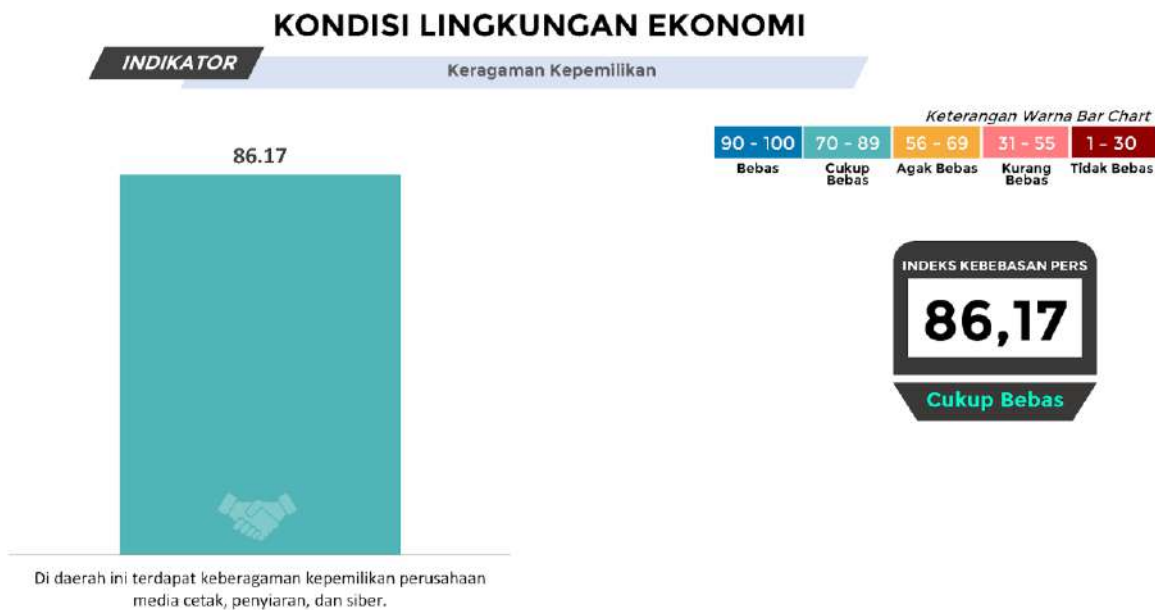 KONDISI LINGKUNGAN EKONOMI
INDIKATOR
Keragaman Kepemilikan
Keterangan Warna Bar Chart
90 - 100 70 - 89 56 - 69 31 - 55 1 - 30
Bebas Cukup Bebas Agak Bebas Kurang Bebas Tidak Bebas
86.17
INDEKS KEBEBASAN PERS
86,17
Cukup Bebas
Di daerah ini terdapat keberagaman kepemilikan perusahaan
media cetak, penyiaran, dan siber.